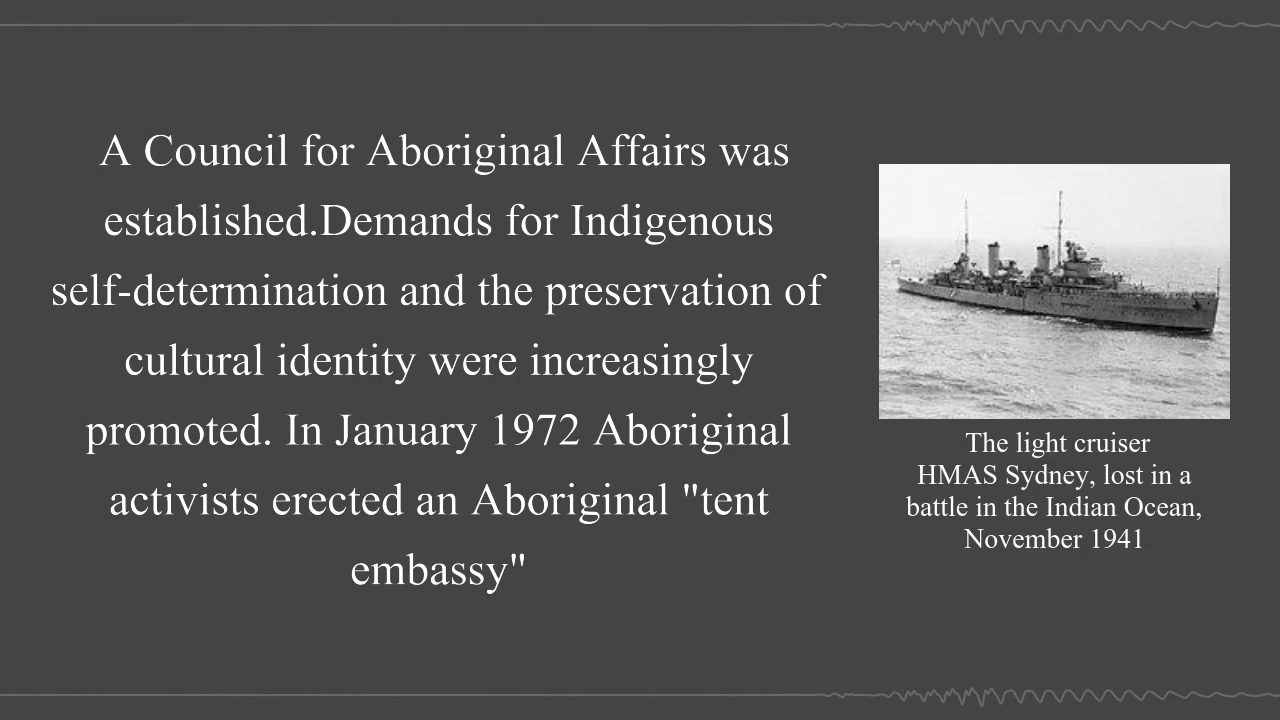 A Council for Aboriginal Affairs was
established.Demands for Indigenous
self-determination and the preservation of
cultural identity were increasingly
promoted. In January 1972 Aboriginal
activists erected an Aboriginal "tent
embassy"
The light cruiser
HMAS Sydney, lost in a
battle in the Indian Ocean,
November 1941